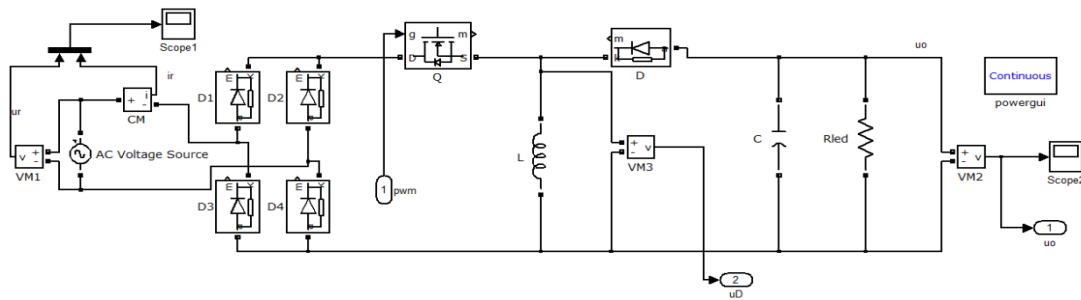 Scope1
ir
ur
CM
AC Voltage Source
VM1
v
+
-
i
D1
D2
D3
D4
g
m
D
S
Q
1
pwm
m
k
a
D
L
VM3
v
2
uD
C
Rled
uo
Continuous
powergui
VM2
v
Scope2
1
uo